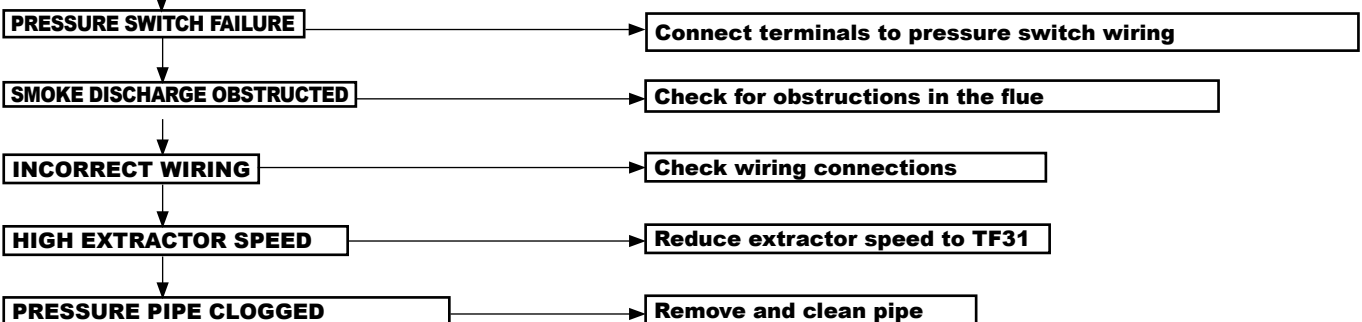 PRESSURE SWITCH FAILURE
Connect terminals to pressure switch wiring
SMOKE DISCHARGE OBSTRUCTED
Check for obstructions in the flue
INCORRECT WIRING
Check wiring connections
HIGH EXTRACTOR SPEED
Reduce extractor speed to TF31
PRESSURE PIPE CLOGGED
Remove and clean pipe